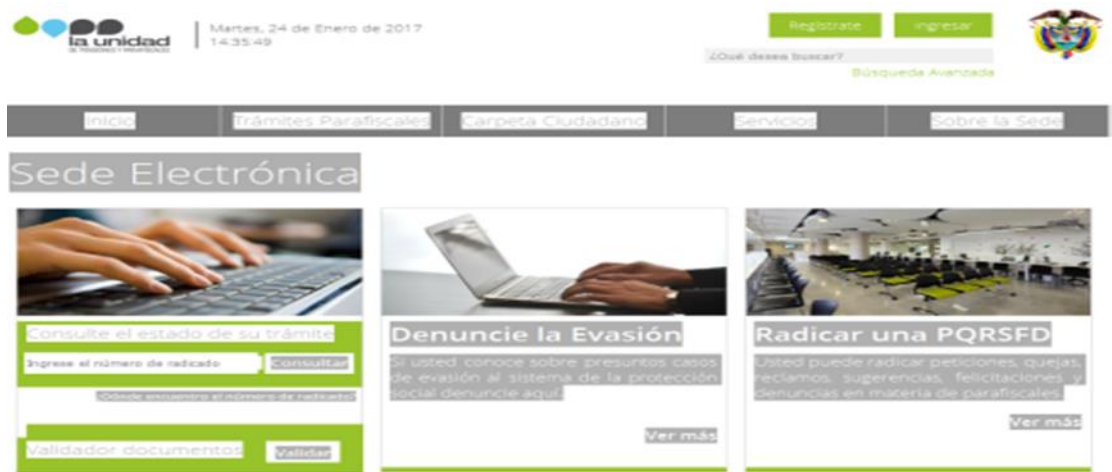 la unidad
DE PENSIONES Y PARAFISCALES
Martes, 24 de Enero de 2017
14:35:49
Regístrate
Ingresar
¿Qué desea buscar?
Búsqueda Avanzada
Inicio
Trámites Parafiscales
Carpeta Ciudadano
Servicios
Sobre la Sede
Sede Electrónica
Consulte el estado de su trámite
Ingrese el número de radicado
Consultar
¿Dónde encuentro el número de radicado?
Validador documentos
Validar
Denuncie la Evasión
Si usted conoce sobre presuntos casos
de evasión al sistema de la protección
social denuncie aquí.
Ver más
Radicar una PQRSFD
Usted puede radicar peticiones, quejas,
reclamos, sugerencias, felicitaciones y
denuncias en materia de parafiscales.
Ver más